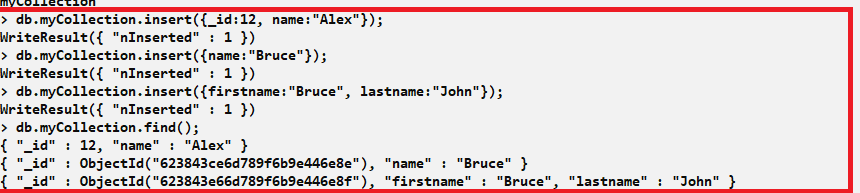 myCollection
> db.myCollection.insert({_id:12, name:"Alex"});
WriteResult({ "nInserted" : 1 })
> db.myCollection.insert({name:"Bruce"});
WriteResult({ "nInserted" : 1 })
> db.myCollection.insert({firstname:"Bruce", lastname:"John"});
WriteResult({ "nInserted" : 1 })
> db.myCollection.find();
{ "_id" : 12, "name" : "Alex" }
{ "_id" : ObjectId("623843ce6d789f6b9e446e8e"), "name" : "Bruce" }
{ "_id" : ObjectId("623843e66d789f6b9e446e8f"), "firstname" : "Bruce", "lastname" : "John" }